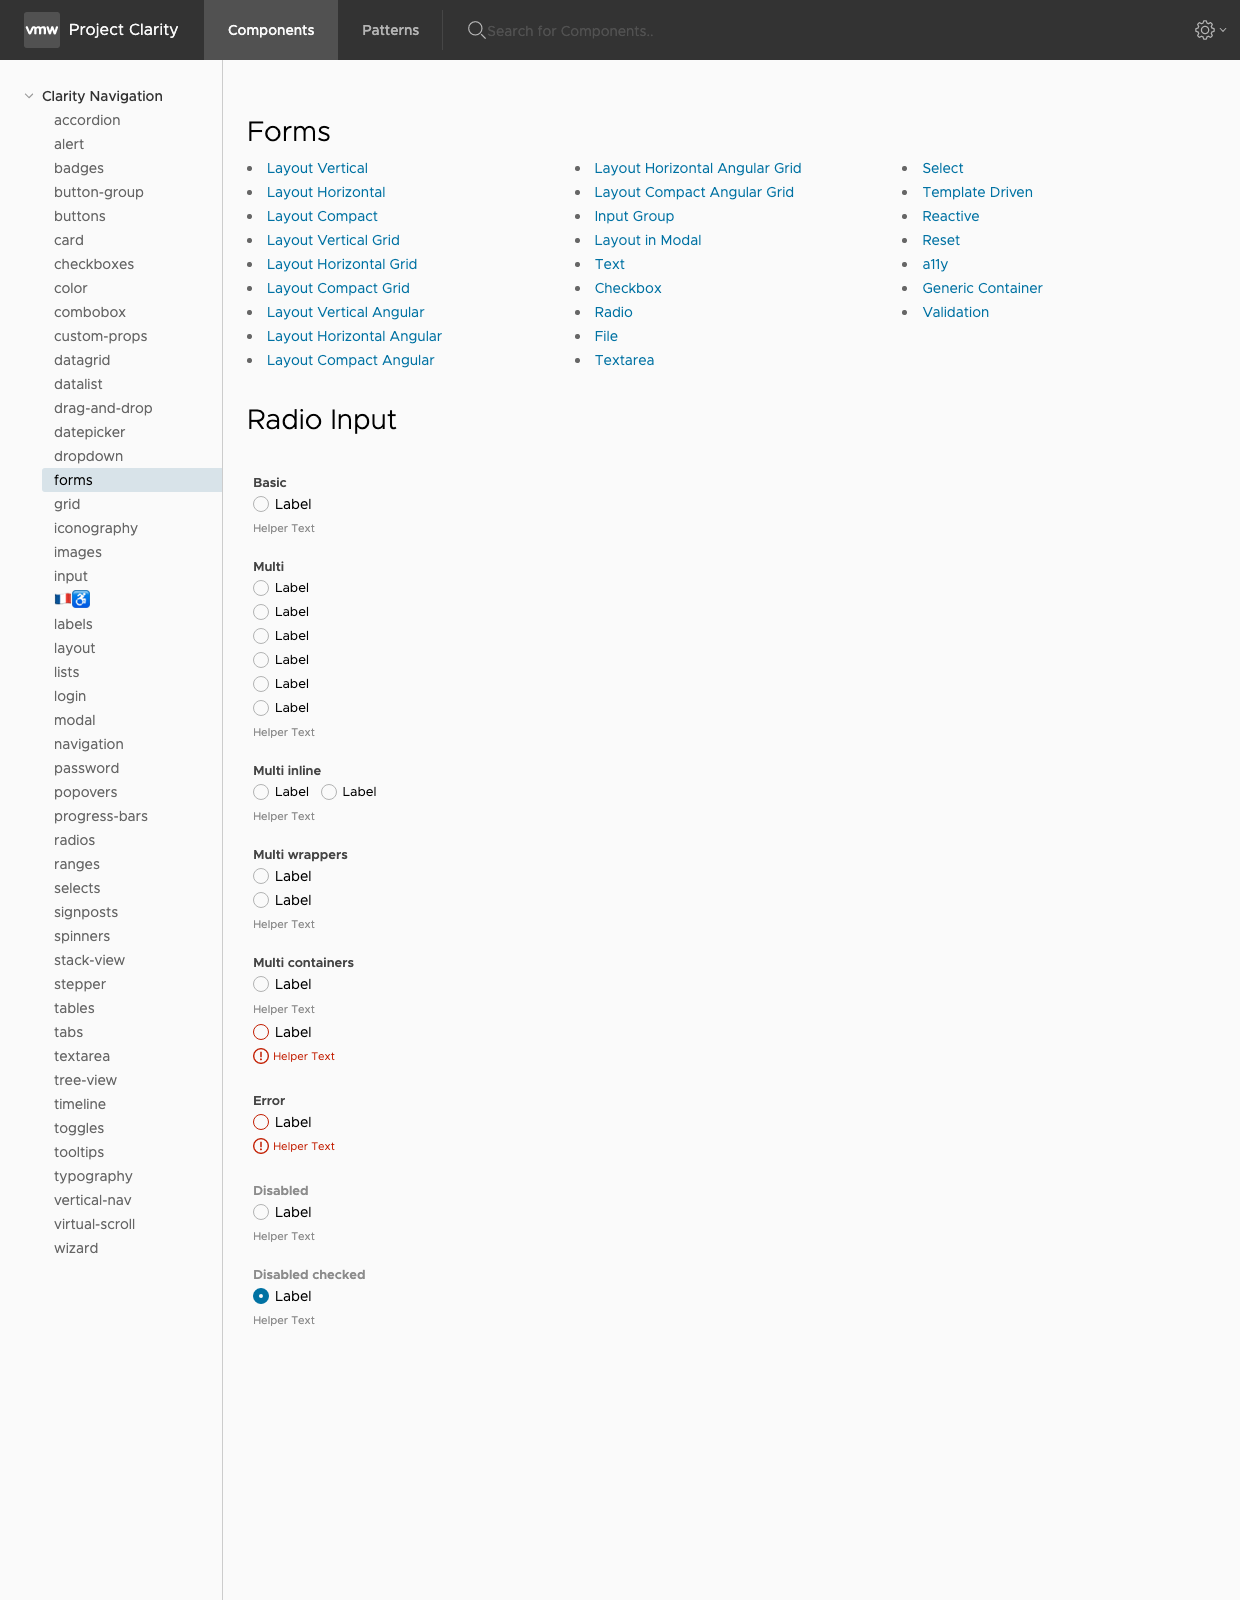 vmw Project Clarity Components Patterns Search for Components..
Clarity Navigation
accordion
alert
badges
button-group
buttons
card
checkboxes
color
combobox
custom-props
datagrid
datalist
drag-and-drop
datepicker
dropdown
forms
grid
iconography
images
input
🇫🇷♿
labels
layout
lists
login
modal
navigation
password
popovers
progress-bars
radios
ranges
selects
signposts
spinners
stack-view
stepper
tables
tabs
textarea
tree-view
timeline
toggles
tooltips
typography
vertical-nav
virtual-scroll
wizard
Forms
Layout Vertical
Layout Horizontal
Layout Compact
Layout Vertical Grid
Layout Horizontal Grid
Layout Compact Grid
Layout Vertical Angular
Layout Horizontal Angular
Layout Compact Angular
Layout Horizontal Angular Grid
Layout Compact Angular Grid
Input Group
Layout in Modal
Text
Checkbox
Radio
File
Textarea
Select
Template Driven
Reactive
Reset
a11y
Generic Container
Validation
Radio Input
Basic
Label
Helper Text
Multi
Label
Label
Label
Label
Label
Label
Helper Text
Multi inline
Label Label
Helper Text
Multi wrappers
Label
Label
Helper Text
Multi containers
Label
Helper Text
Label
Helper Text
Error
Label
Helper Text
Disabled
Label
Helper Text
Disabled checked
Label
Helper Text